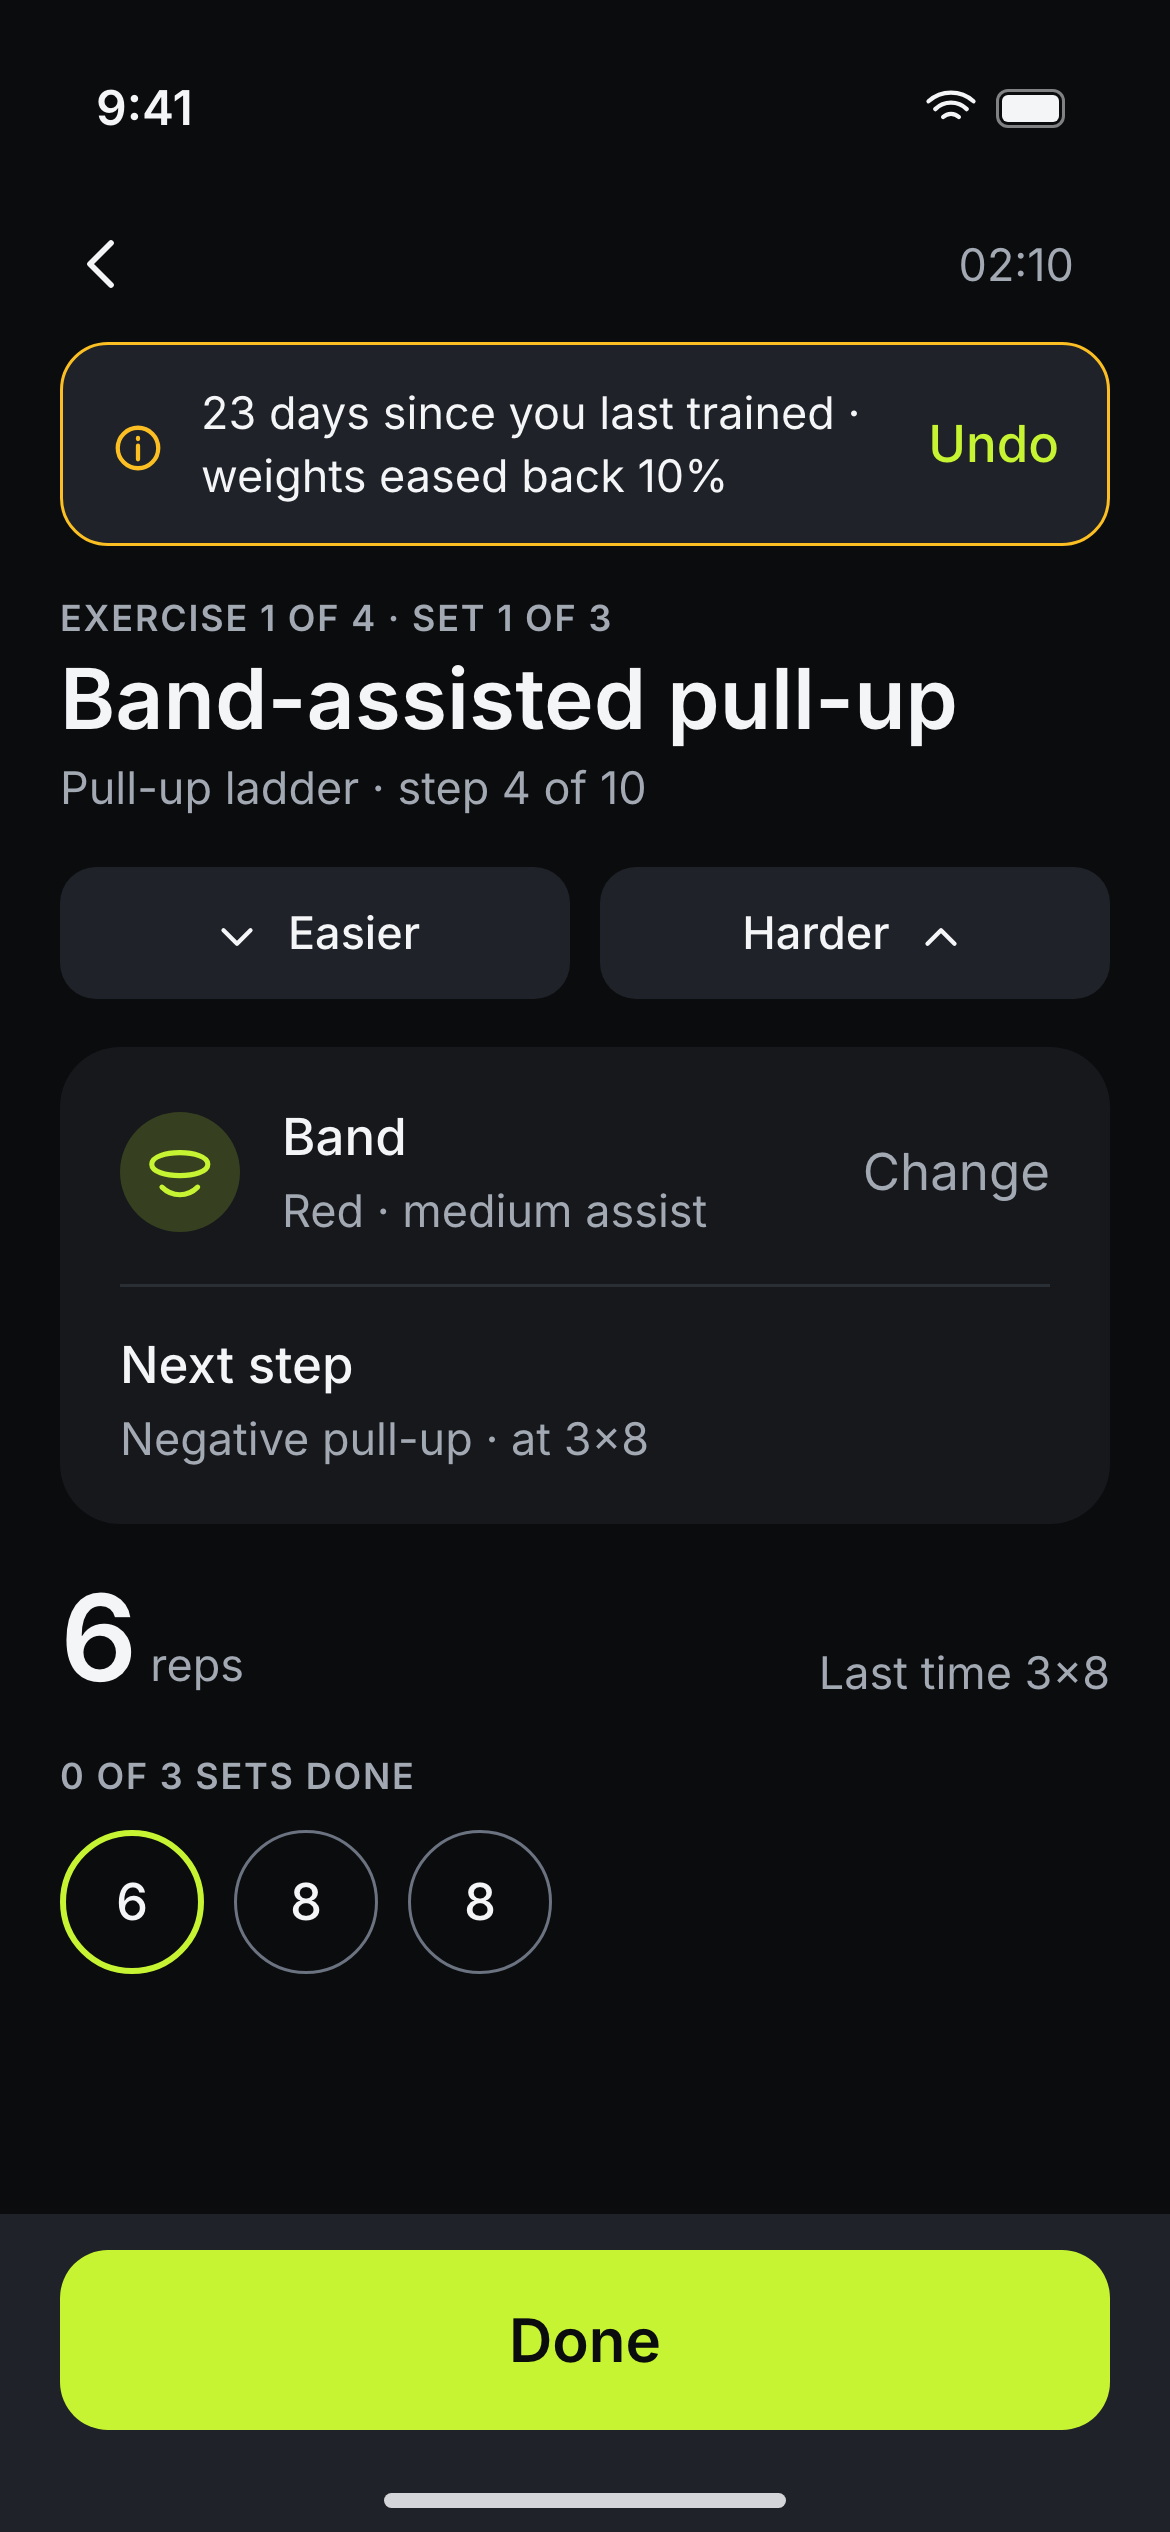 9:41
02:10
23 days since you last trained ·
weights eased back 10%
Undo
EXERCISE 1 OF 4 · SET 1 OF 3
Band-assisted pull-up
Pull-up ladder · step 4 of 10
Easier
Harder
Band
Red · medium assist
Change
Next step
Negative pull-up · at 3×8
6 reps
Last time 3×8
0 OF 3 SETS DONE
6 8 8
Done